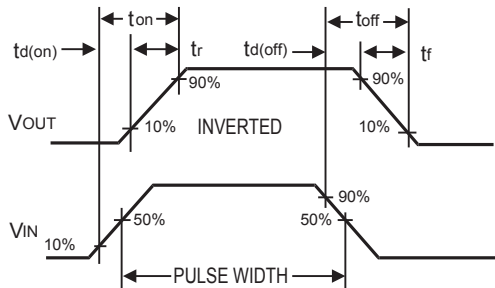 ton
toff
td(on)
tr
td(off)
tf
90%
90%
VOUT
10%
INVERTED
10%
90%
VIN
50%
50%
10%
PULSE WIDTH